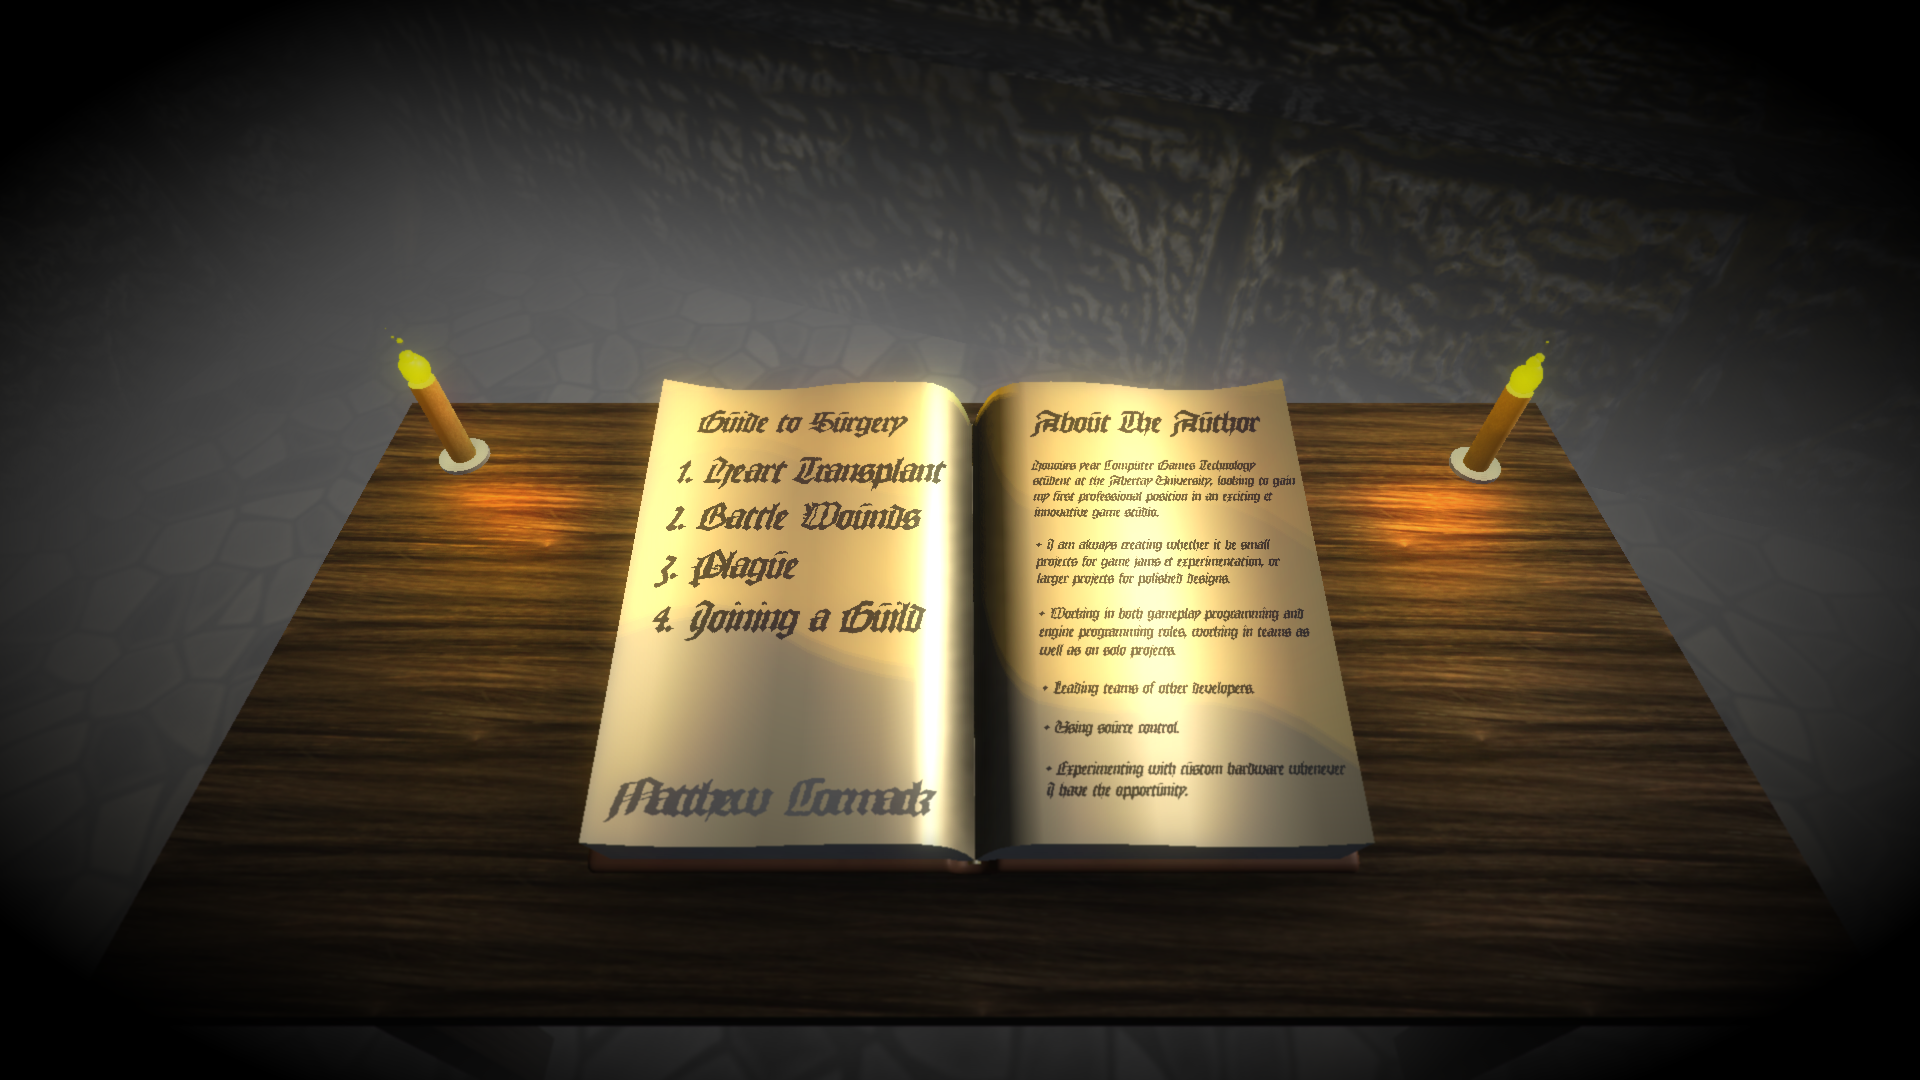 Guide to Surgery
1. Heart Transplant
2. Battle Wounds
3. Plague
4. Joining a Guild
Matthew Cormack
About The Author
Honours year Computer Games Technology
student at the Abertay University, looking to gain
my first professional position in an exciting &
innovative game studio.
+ I am always creating whether it be small
projects for game jams & experimentation, or
larger projects for polished designs.
+ Working in both gameplay programming and
engine programming roles, working in teams as
well as on solo projects.
+ Leading teams of other developers.
+ Using source control.
+ Experimenting with custom hardware whenever
I have the opportunity.